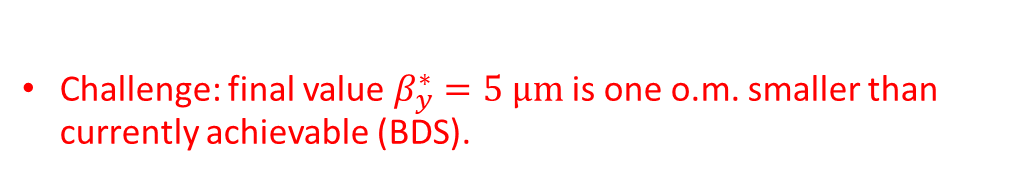 • Challenge: final value β*y = 5 μm is one o.m. smaller than
currently achievable (BDS).